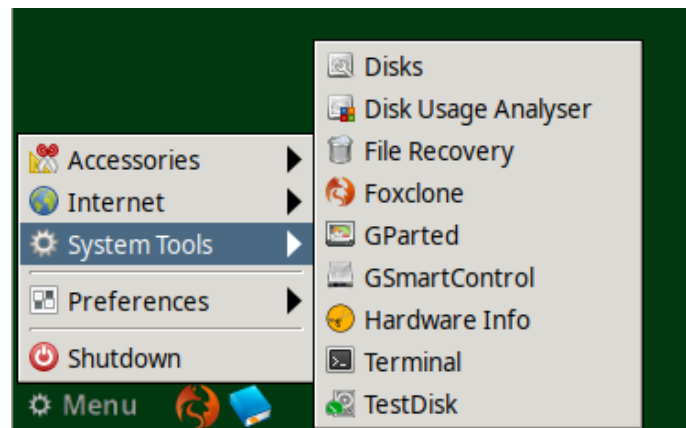 Accessories
Internet
System Tools
Preferences
Shutdown
Menu
Disks
Disk Usage Analyser
File Recovery
Foxclone
GParted
GSmartControl
Hardware Info
Terminal
TestDisk